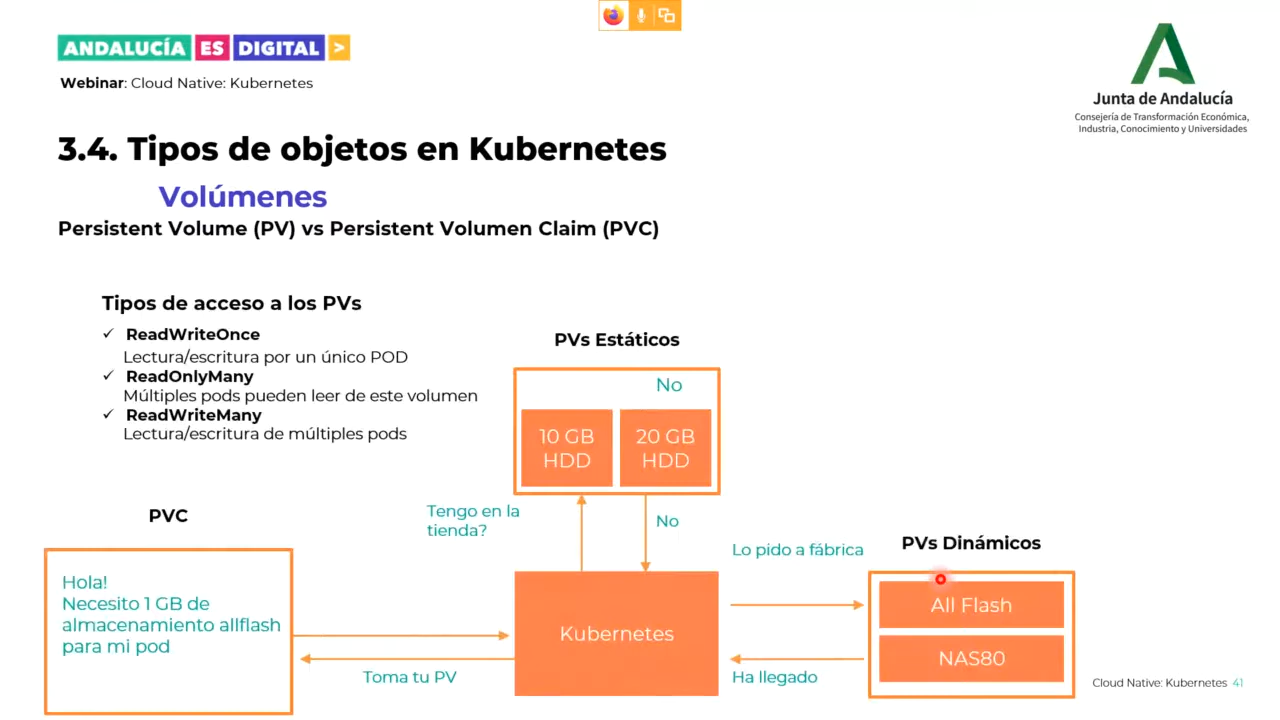 ANDALUCÍA ES DIGITAL >
Webinar: Cloud Native: Kubernetes
Junta de Andalucía
Consejería de Transformación Económica,
Industria, Conocimiento y Universidades
3.4. Tipos de objetos en Kubernetes
Volúmenes
Persistent Volume (PV) vs Persistent Volumen Claim (PVC)
Tipos de acceso a los PVs
✓ ReadWriteOnce
Lectura/escritura por un único POD
✓ ReadOnlyMany
Múltiples pods pueden leer de este volumen
✓ ReadWriteMany
Lectura/escritura de múltiples pods
PVs Estáticos
No
10 GB
HDD
20 GB
HDD
Tengo en la
tienda?
No
PVC
Hola!
Necesito 1 GB de
almacenamiento allflash
para mi pod
Toma tu PV
Kubernetes
Lo pido a fábrica
Ha llegado
PVs Dinámicos
All Flash
NAS80
Cloud Native: Kubernetes 41